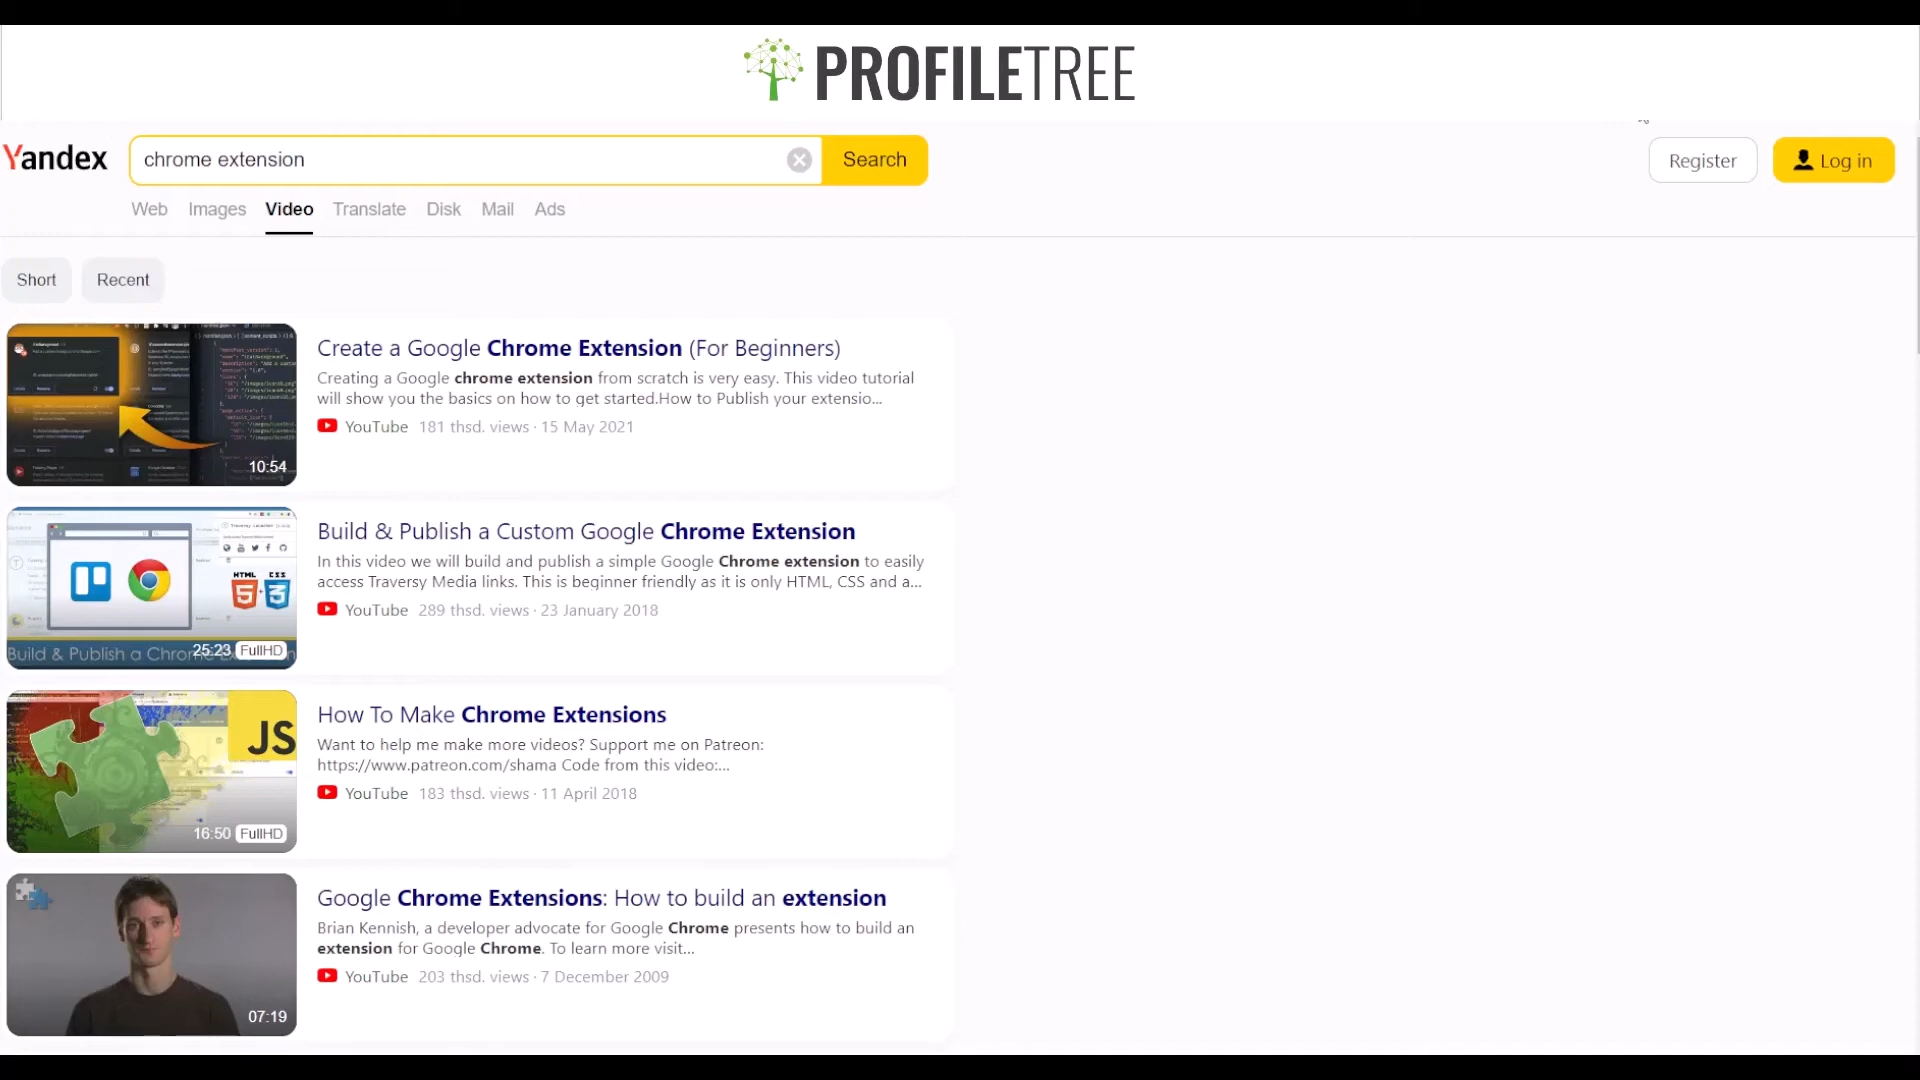 PROFILETREE
Yandex
chrome extension
Search
Register
Log in
Web Images Video Translate Disk Mail Ads
Short Recent
10:54
Create a Google Chrome Extension (For Beginners)
Creating a Google chrome extension from scratch is very easy. This video tutorial
will show you the basics on how to get started.How to Publish your extensio...
YouTube 181 thsd. views · 15 May 2021
HTML CSS
5 + 3
Build & Publish a Chrome
25:23 FullHD
Build & Publish a Custom Google Chrome Extension
In this video we will build and publish a simple Google Chrome extension to easily
access Traversy Media links. This is beginner friendly as it is only HTML, CSS and a...
YouTube 289 thsd. views · 23 January 2018
JS
16:50 FullHD
How To Make Chrome Extensions
Want to help me make more videos? Support me on Patreon:
https://www.patreon.com/shama Code from this video:...
YouTube 183 thsd. views · 11 April 2018
07:19
Google Chrome Extensions: How to build an extension
Brian Kennish, a developer advocate for Google Chrome presents how to build an
extension for Google Chrome. To learn more visit...
YouTube 203 thsd. views · 7 December 2009